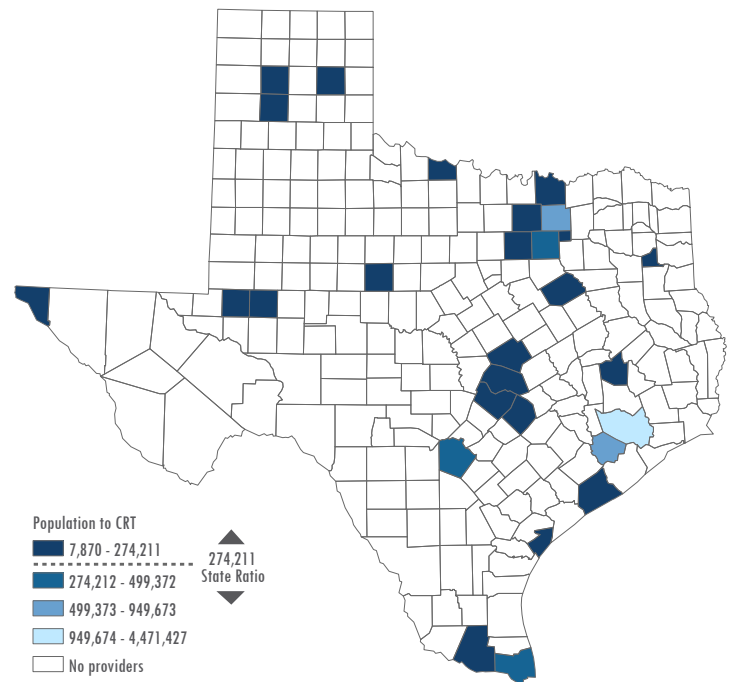 Population to CRT
7,870 - 274,211
274,211
State Ratio
274,212 - 499,372
499,373 - 949,673
949,674 - 4,471,427
No providers